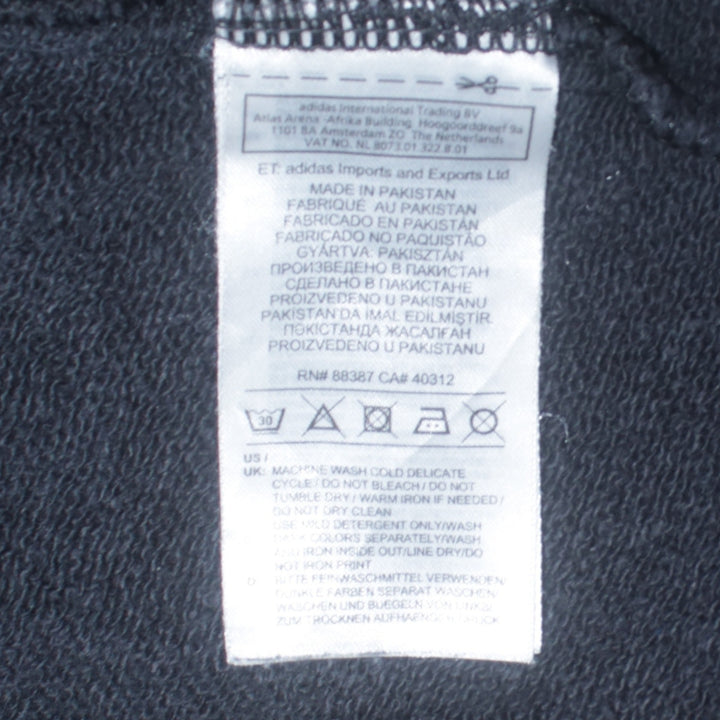 adidas International Trading BV
Atlas Arena -Afrika Building, Hoogoorddreef 9a
1101 BA Amsterdam ZO The Netherlands
VAT NO. NL 8073.01.322.B.01
ET: adidas Imports and Exports Ltd
MADE IN PAKISTAN
FABRIQUÉ AU PAKISTAN
FABRICADO EN PAKISTÁN
FABRICADO NO PAQUISTÃO
GYÁRTVA: PAKISZTÁN
ПРОИЗВЕДЕНО В ПАКИСТАН
СДЕЛАНО В ПАКИСТАНЕ
PROIZVEDENO U PAKISTANU
PAKİSTAN'DA İMAL EDİLMİŞTİR.
ПӘКІСТАНДА ЖАСАЛҒАН
PROIZVEDENO U PAKISTANU
RN# 88387 CA# 40312
30
US /
UK: MACHINE WASH COLD DELICATE
CYCLE / DO NOT BLEACH / DO NOT
TUMBLE DRY / WARM IRON IF NEEDED /
DO NOT DRY CLEAN
USE MILD DETERGENT ONLY/WASH
DARK COLORS SEPARATELY/WASH
AND IRON INSIDE OUT/LINE DRY/DO
NOT IRON PRINT
D: BITTE FEINWASCHMITTEL VERWENDEN/
DUNKLE FARBEN SEPARAT WASCHEN/
WASCHEN UND BUEGELN VON LINKS/
ZUM TROCKNEN AUFHAENGEN